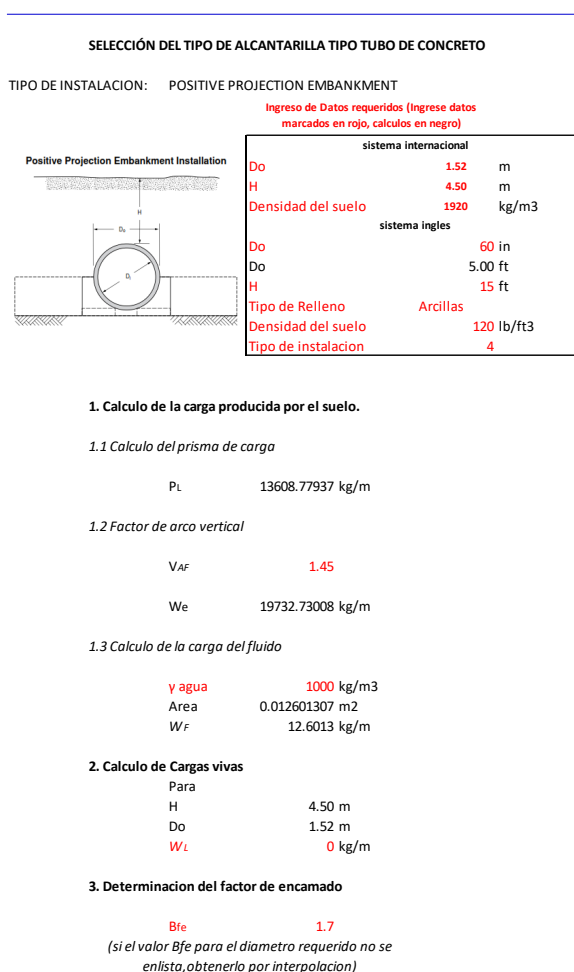 SELECCIÓN DEL TIPO DE ALCANTARILLA TIPO TUBO DE CONCRETO
TIPO DE INSTALACION: POSITIVE PROJECTION EMBANKMENT
Ingreso de Datos requeridos (Ingrese datos
marcados en rojo, calculos en negro)
Positive Projection Embankment Installation
H
Do
Di
sistema internacional
Do 1.52 m
H 4.50 m
Densidad del suelo 1920 kg/m3
sistema ingles
Do 60 in
Do 5.00 ft
H 15 ft
Tipo de Relleno Arcillas
Densidad del suelo 120 lb/ft3
Tipo de instalacion 4
1. Calculo de la carga producida por el suelo.
1.1 Calculo del prisma de carga
PL 13608.77937 kg/m
1.2 Factor de arco vertical
VAF 1.45
We 19732.73008 kg/m
1.3 Calculo de la carga del fluido
γ agua 1000 kg/m3
Area 0.012601307 m2
WF 12.6013 kg/m
2. Calculo de Cargas vivas
Para
H 4.50 m
Do 1.52 m
WL 0 kg/m
3. Determinacion del factor de encamado
Bfe 1.7
(si el valor Bfe para el diametro requerido no se
enlista,obtenerlo por interpolacion)